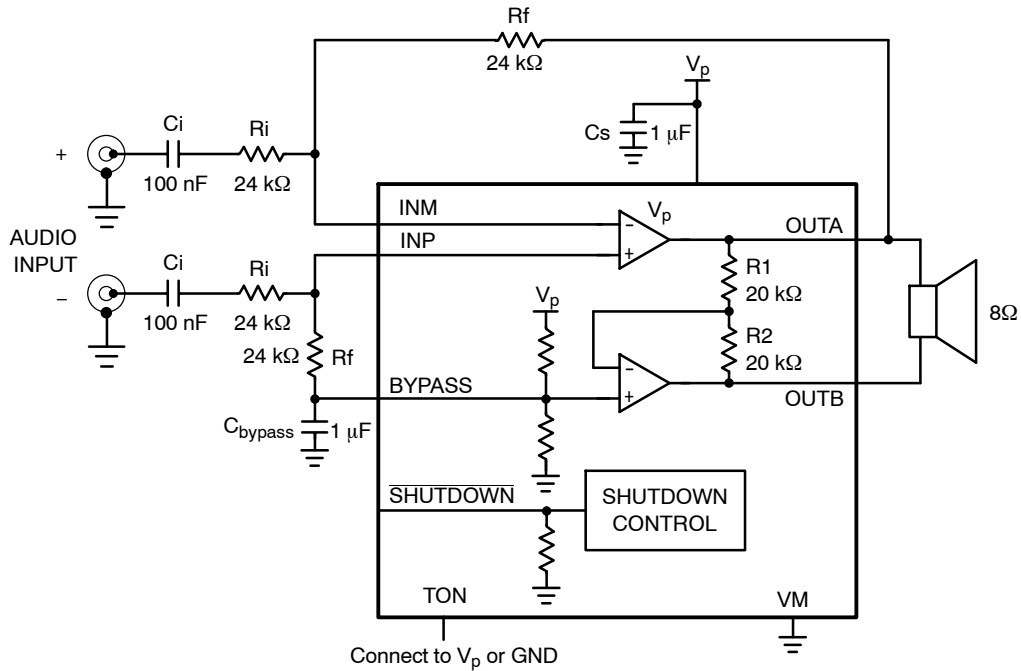 Rf
24 kΩ
Vp
Cs 1 μF
Ci Ri
+
100 nF 24 kΩ
AUDIO
INPUT
INM
Vp
−
OUTA
INP
+
R1
20 kΩ
Ci Ri
−
100 nF 24 kΩ
Vp
8Ω
24 kΩ Rf
R2
20 kΩ
−
BYPASS
+
OUTB
Cbypass 1 μF
SHUTDOWN
SHUTDOWN
CONTROL
TON
VM
Connect to Vp or GND